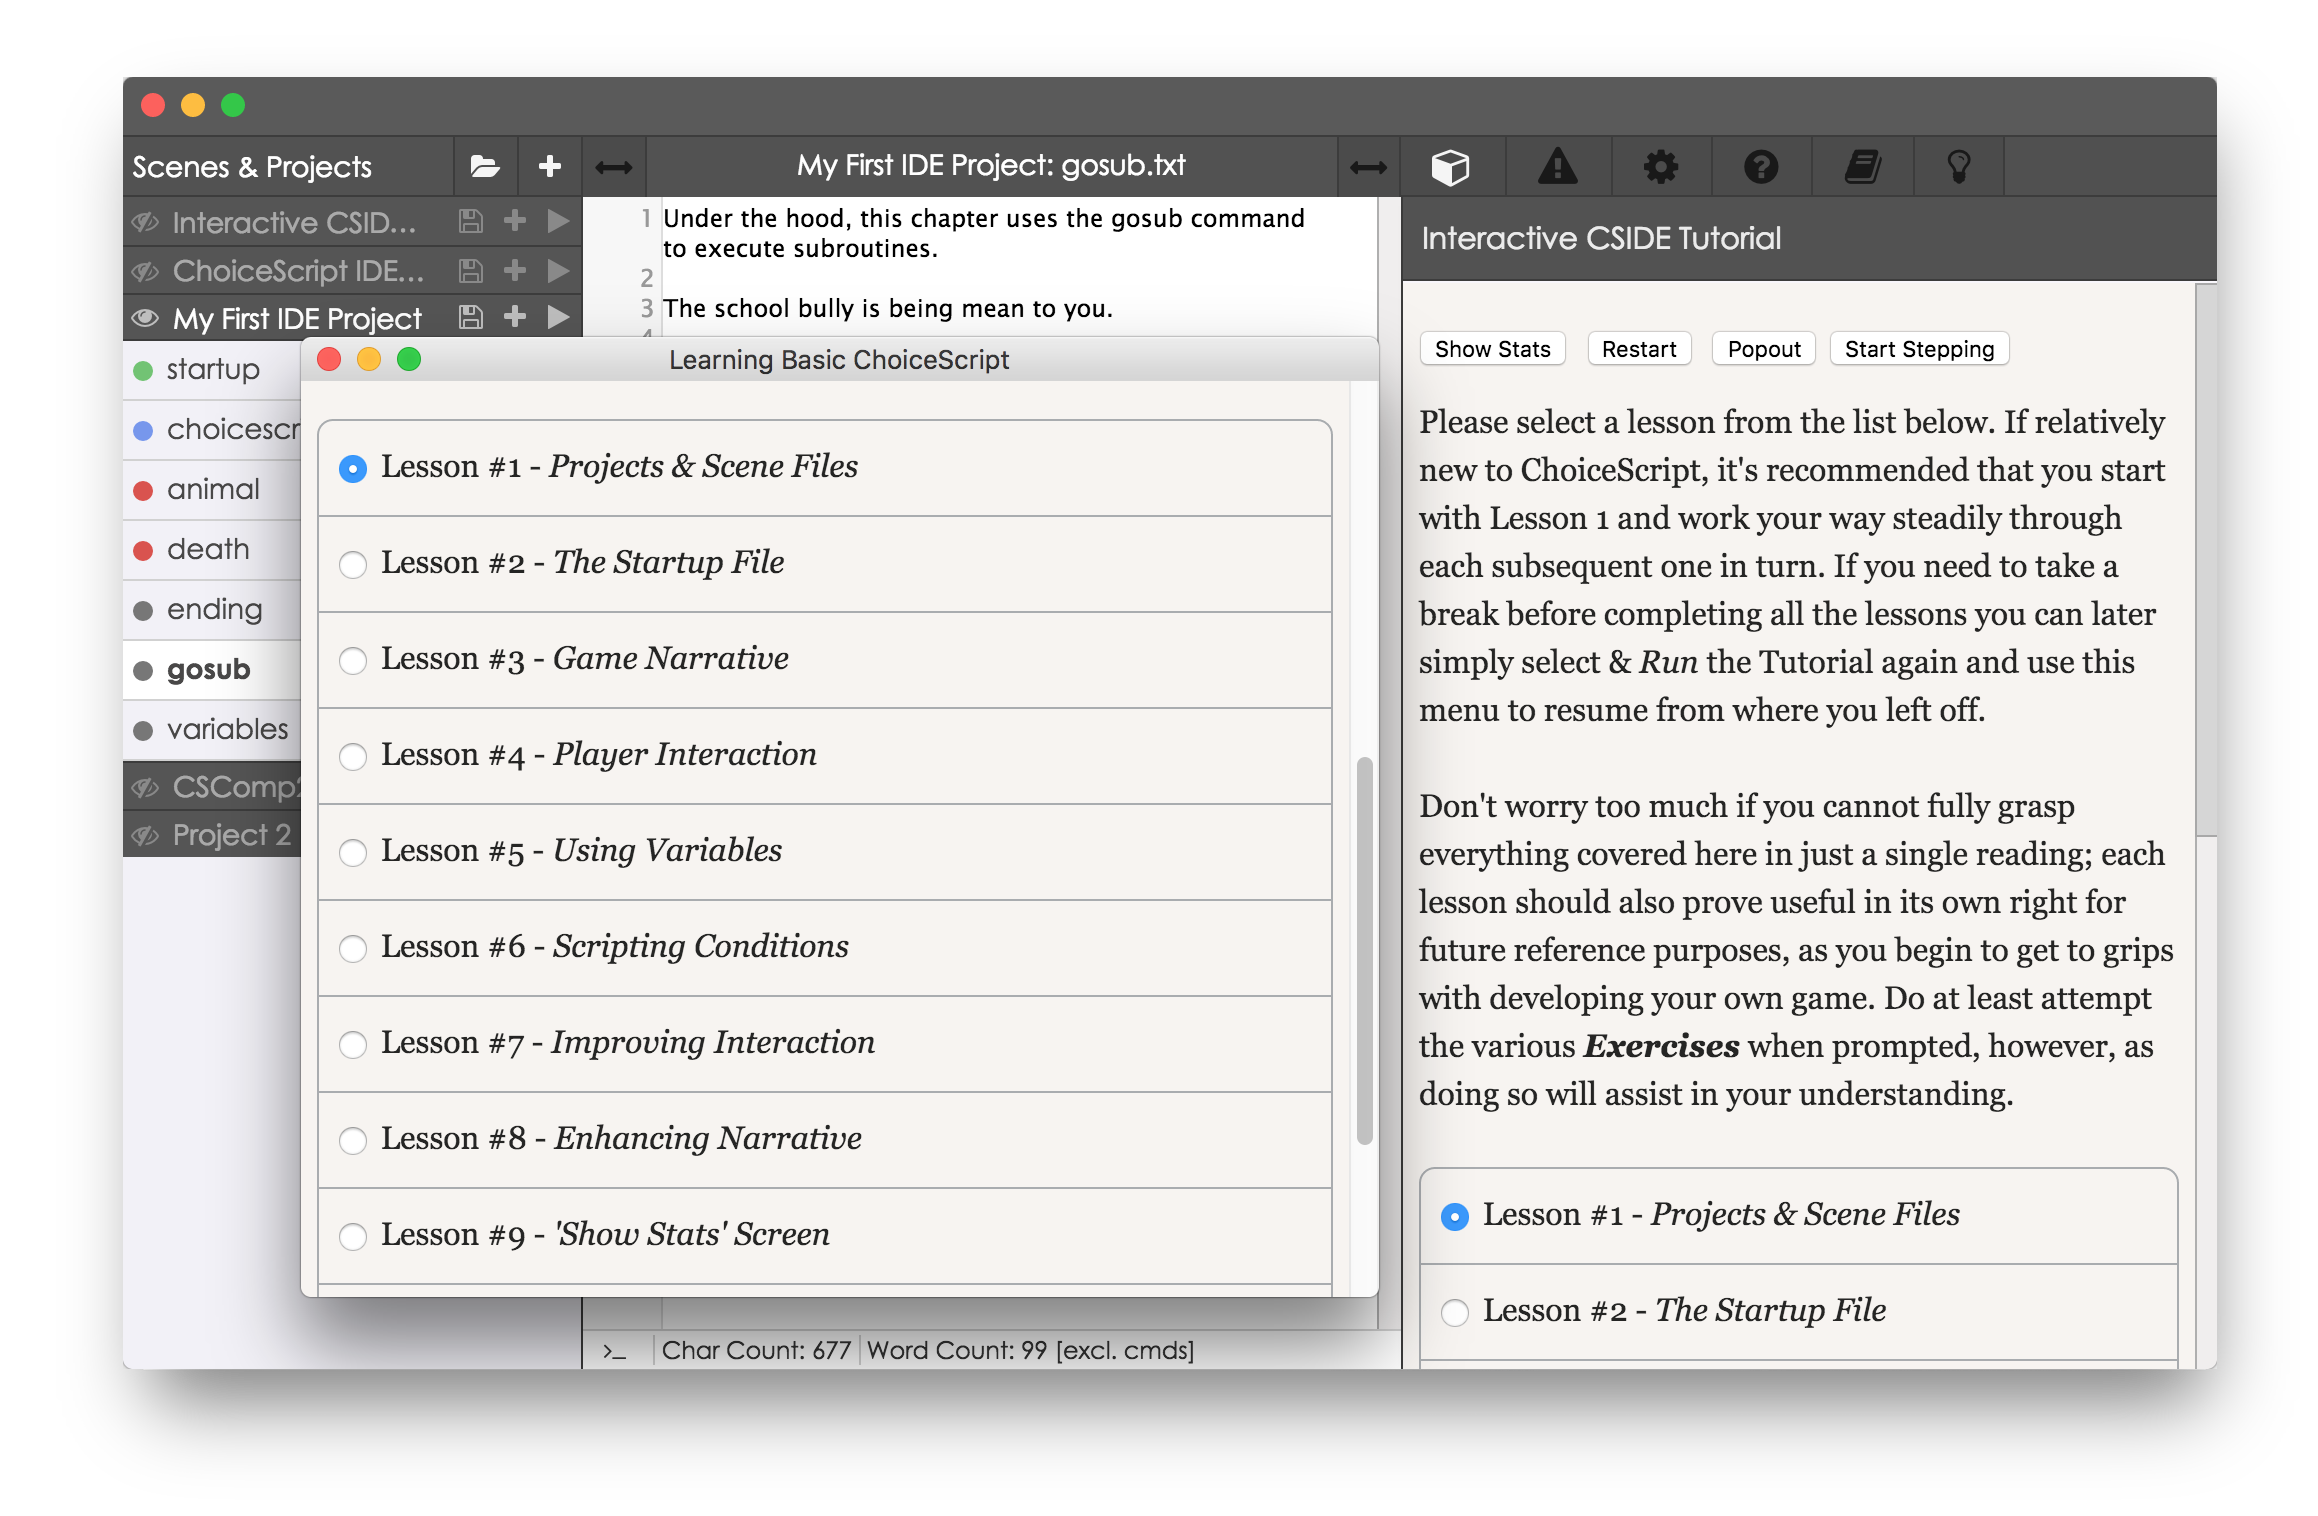 Scenes & Projects
My First IDE Project: gosub.txt
Interactive CSID...
ChoiceScript IDE...
My First IDE Project
startup
choicescr
animal
death
ending
gosub
variables
CSComp2
Project 2
1 Under the hood, this chapter uses the gosub command
to execute subroutines.
2
3 The school bully is being mean to you.
4
Learning Basic ChoiceScript
Lesson #1 - Projects & Scene Files
Lesson #2 - The Startup File
Lesson #3 - Game Narrative
Lesson #4 - Player Interaction
Lesson #5 - Using Variables
Lesson #6 - Scripting Conditions
Lesson #7 - Improving Interaction
Lesson #8 - Enhancing Narrative
Lesson #9 - 'Show Stats' Screen
>_ Char Count: 677 Word Count: 99 [excl. cmds]
Interactive CSIDE Tutorial
Show Stats Restart Popout Start Stepping
Please select a lesson from the list below. If relatively
new to ChoiceScript, it's recommended that you start
with Lesson 1 and work your way steadily through
each subsequent one in turn. If you need to take a
break before completing all the lessons you can later
simply select & Run the Tutorial again and use this
menu to resume from where you left off.
Don't worry too much if you cannot fully grasp
everything covered here in just a single reading; each
lesson should also prove useful in its own right for
future reference purposes, as you begin to get to grips
with developing your own game. Do at least attempt
the various Exercises when prompted, however, as
doing so will assist in your understanding.
Lesson #1 - Projects & Scene Files
Lesson #2 - The Startup File